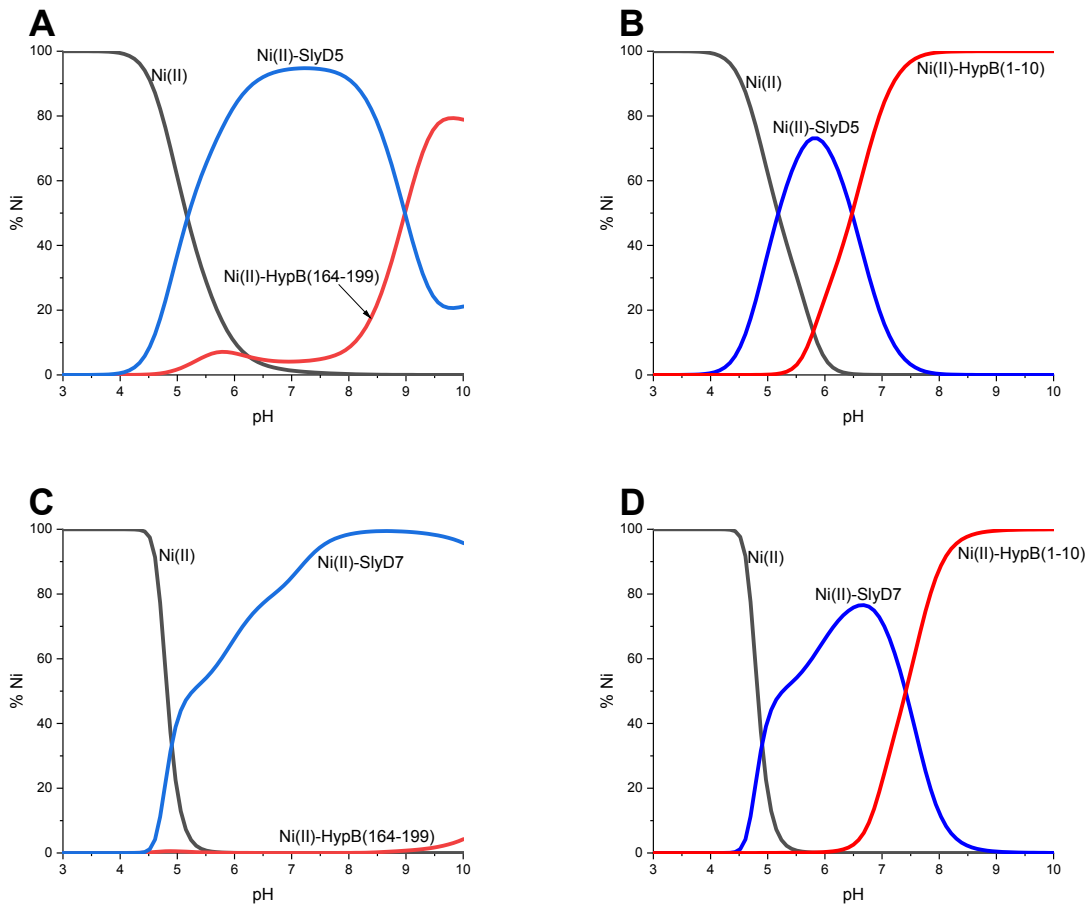 A
100
80
60
40
20
0
% Ni
Ni(II)
Ni(II)-SlyD5
Ni(II)-HypB(164-199)
3 4 5 6 7 8 9 10
pH
B
100
80
60
40
20
0
% Ni
Ni(II)
Ni(II)-HypB(1-10)
Ni(II)-SlyD5
3 4 5 6 7 8 9 10
pH
C
100
80
60
40
20
0
% Ni
Ni(II)
Ni(II)-SlyD7
Ni(II)-HypB(164-199)
3 4 5 6 7 8 9 10
pH
D
100
80
60
40
20
0
% Ni
Ni(II)
Ni(II)-HypB(1-10)
Ni(II)-SlyD7
3 4 5 6 7 8 9 10
pH